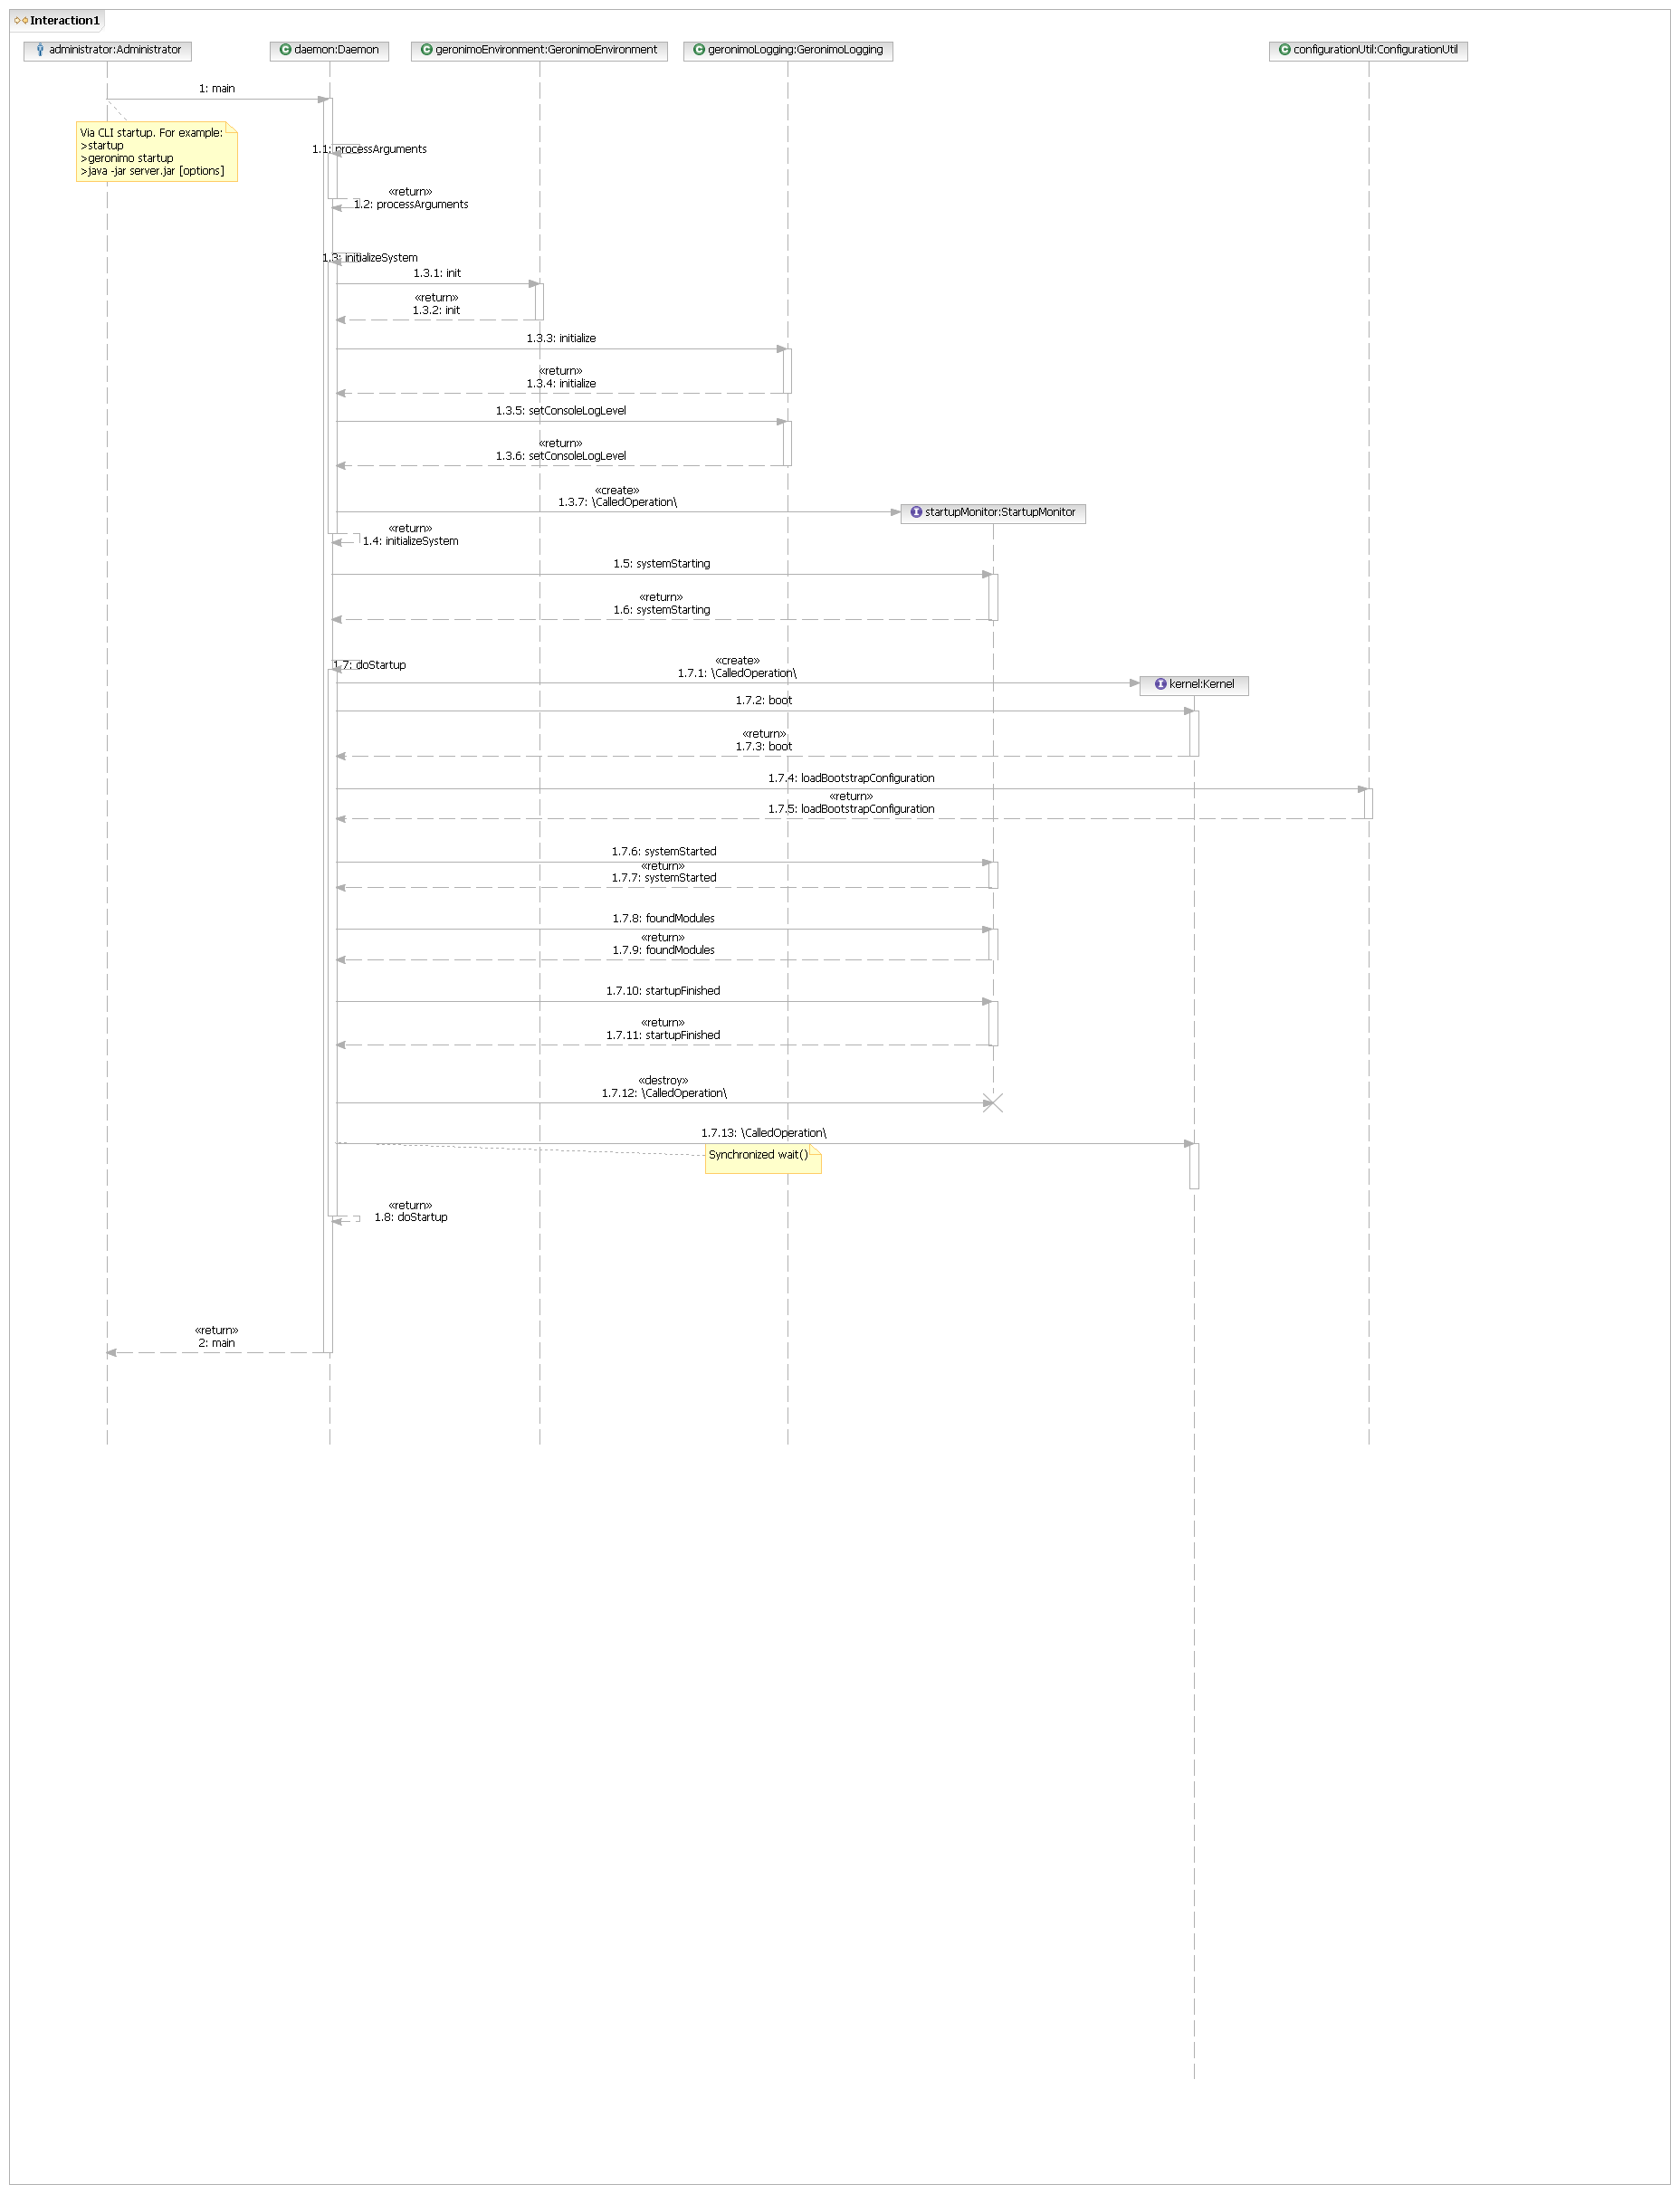 Interaction1
administrator:Administrator
daemon:Daemon
geronimoEnvironment:GeronimoEnvironment
geronimoLogging:GeronimoLogging
configurationUtil:ConfigurationUtil
1: main
Via CLI startup. For example:
>startup
>geronimo startup
>java -jar server.jar [options]
1.1: processArguments
«return»
1.2: processArguments
1.3: initializeSystem
1.3.1: init
«return»
1.3.2: init
1.3.3: initialize
«return»
1.3.4: initialize
1.3.5: setConsoleLogLevel
«return»
1.3.6: setConsoleLogLevel
«create»
1.3.7: \CalledOperation\
startupMonitor:StartupMonitor
«return»
1.4: initializeSystem
1.5: systemStarting
«return»
1.6: systemStarting
1.7: doStartup
«create»
1.7.1: \CalledOperation\
kernel:Kernel
1.7.2: boot
«return»
1.7.3: boot
1.7.4: loadBootstrapConfiguration
«return»
1.7.5: loadBootstrapConfiguration
1.7.6: systemStarted
«return»
1.7.7: systemStarted
1.7.8: foundModules
«return»
1.7.9: foundModules
1.7.10: startupFinished
«return»
1.7.11: startupFinished
«destroy»
1.7.12: \CalledOperation\
1.7.13: \CalledOperation\
Synchronized wait()
«return»
1.8: doStartup
«return»
2: main